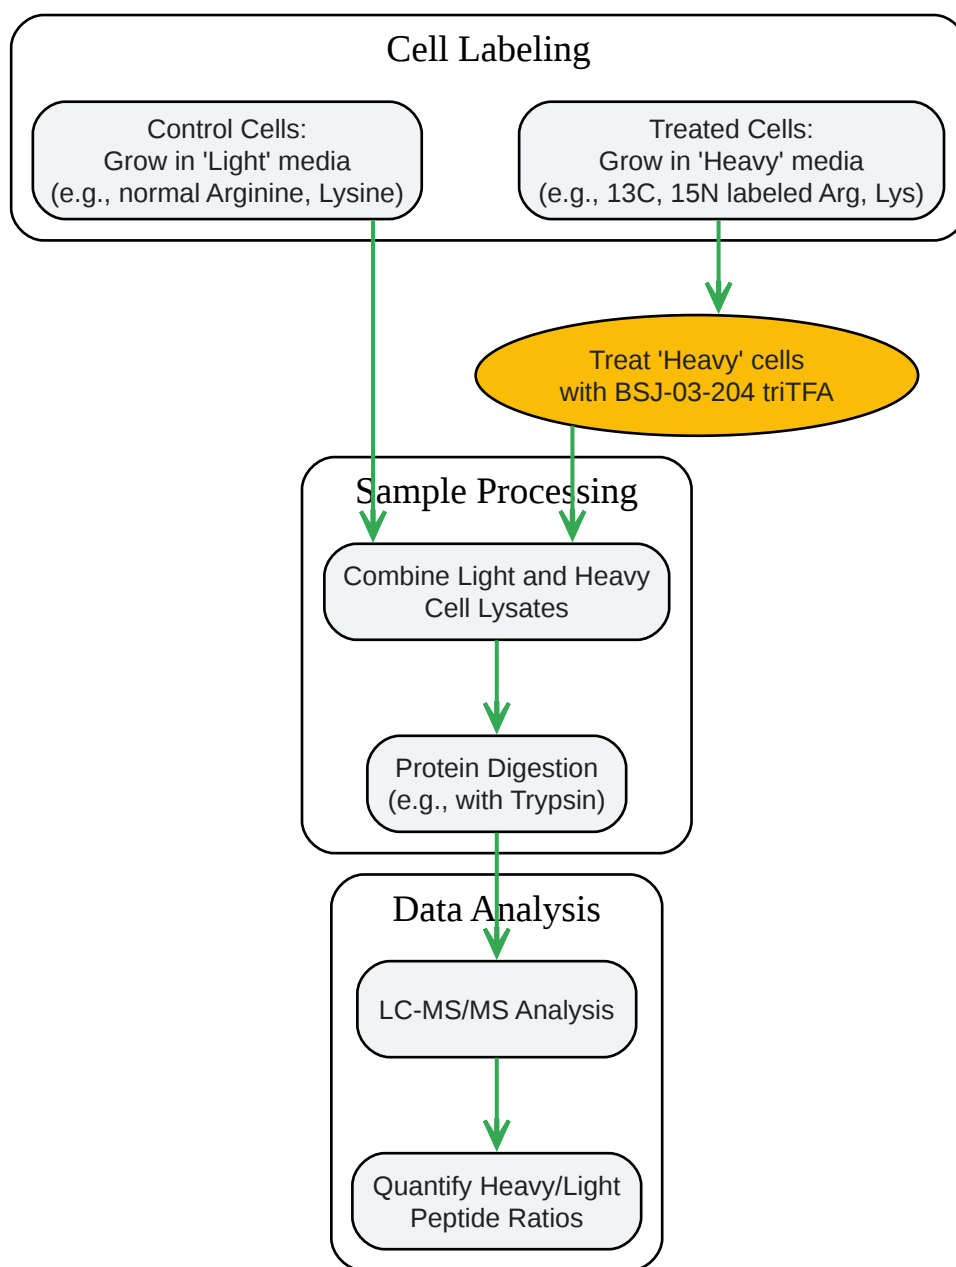 Cell Labeling
Control Cells:
Grow in 'Light' media
(e.g., normal Arginine, Lysine)
Treated Cells:
Grow in 'Heavy' media
(e.g., 13C, 15N labeled Arg, Lys)
Treat 'Heavy' cells
with BSJ-03-204 triTFA
Sample Processing
Combine Light and Heavy
Cell Lysates
Protein Digestion
(e.g., with Trypsin)
Data Analysis
LC-MS/MS Analysis
Quantify Heavy/Light
Peptide Ratios